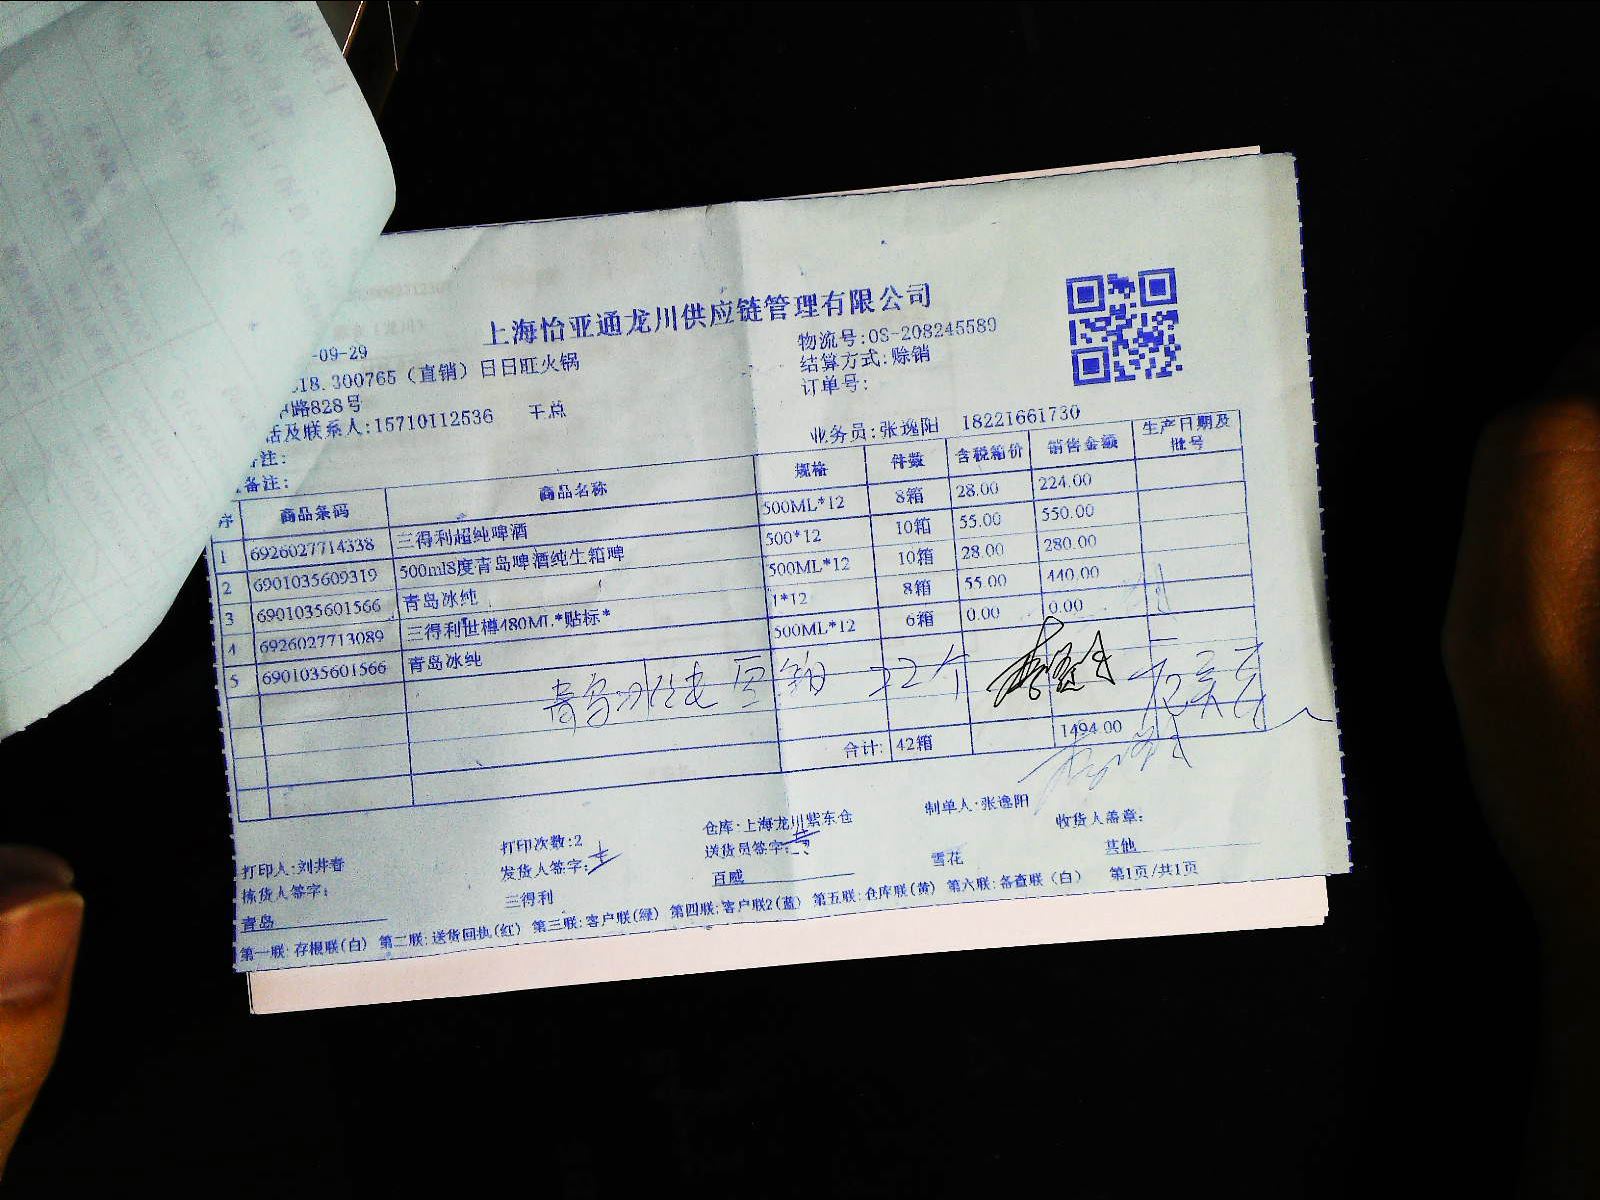 上海怡亚通龙川供应链管理有限公司
-09-29
物流号:OS-208245589
18.300765（直销）日日旺火锅
结算方式:赊销
路828号
订单号:
话及联系人:15710112536 于总
业务员:张逸阳 18221661730
备注:
备注:
序 商品条码 商品名称 规格 件数 含税箱价 销售金额 生产日期及批号
1 6926027714338 三得利超纯啤酒 500ML*12 8箱 28.00 224.00
2 6901035609319 500ml8度青岛啤酒纯生箱啤 500*12 10箱 55.00 550.00
3 6901035601566 青岛冰纯 500ML*12 10箱 28.00 280.00
4 6926027713089 三得利世樽480ML*贴标* 1*12 8箱 55.00 440.00
5 6901035601566 青岛冰纯 500ML*12 6箱 0.00 0.00
青岛冰纯 22个
合计: 42箱 1494.00
打印人:刘井春 打印次数:2 仓库:上海龙川紫东仓 制单人:张逸阳
拣货人签字: 发货人签字: 送货员签字: 收货人盖章:
青岛 三得利 百威 雪花 其他
第一联:存根联(白) 第二联:送货回执(红) 第三联:客户联(绿) 第四联:客户联2(蓝) 第五联:仓库联(黄) 第六联:备查联(白) 第1页/共1页